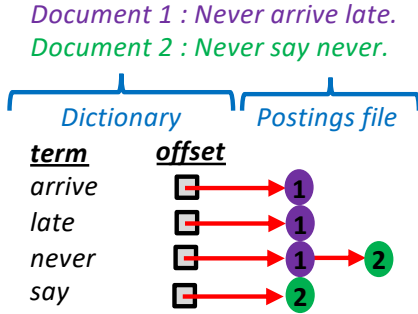 Document 1 : Never arrive late.
Document 2 : Never say never.
Dictionary Postings file
term offset
arrive 1
late 1
never 1 2
say 2